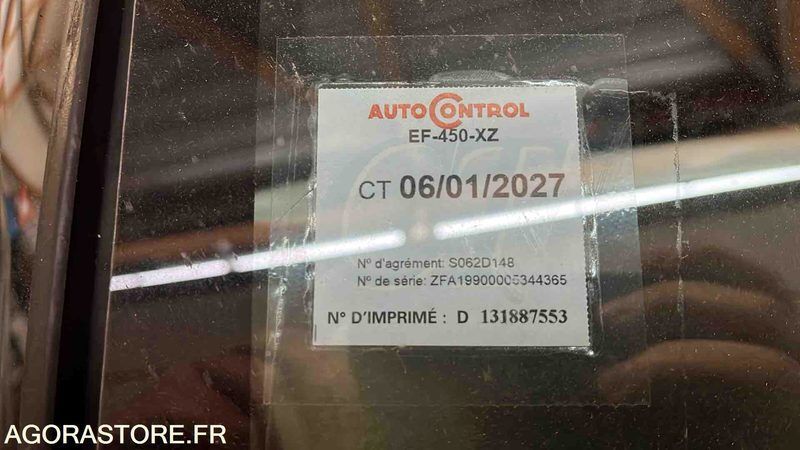 AUTOCONTROL
EF-450-XZ
CT 06/01/2027
N° d'agrément: S062D148
N° de série: ZFA19900005344365
N° D'IMPRIMÉ : D 131887553
AGORASTORE.FR